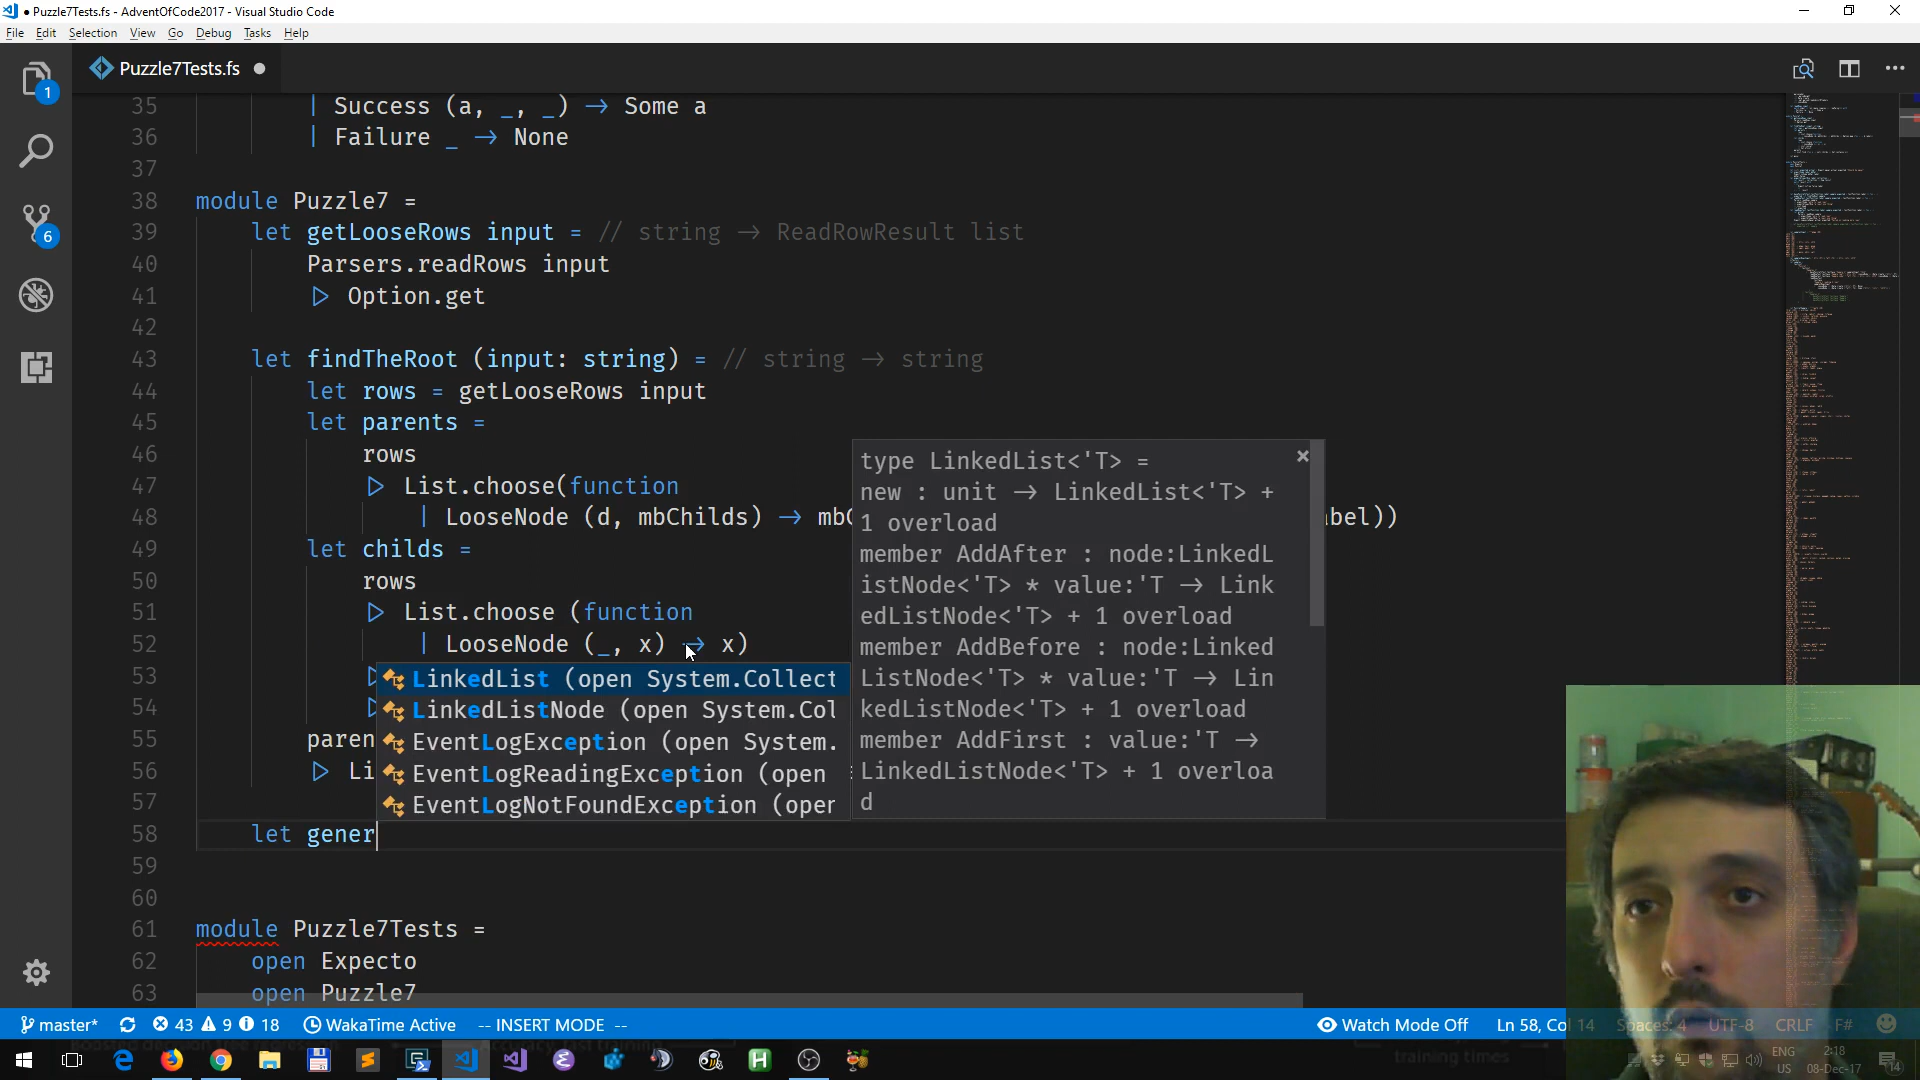 ● Puzzle7Tests.fs - AdventOfCode2017 - Visual Studio Code
File Edit Selection View Go Debug Tasks Help
1
6
Puzzle7Tests.fs ●
35 | Success (a, _, _) → Some a
36 | Failure _ → None
37
38 module Puzzle7 =
39 let getLooseRows input = // string → ReadRowResult list
40 Parsers.readRows input
41 ▷ Option.get
42
43 let findTheRoot (input: string) = // string → string
44 let rows = getLooseRows input
45 let parents =
46 rows
47 ▷ List.choose(function
48 | LooseNode (d, mbChilds) → mb bel))
49 let childs =
50 rows
51 ▷ List.choose (function
52 | LooseNode (_, x) → x)
53 ▷
54 ▷
55 paren
56 ▷ Li
57
58 let gener
59
60
61 module Puzzle7Tests =
62 open Expecto
63 open Puzzle7
LinkedList (open System.Collect
LinkedListNode (open System.Col
EventLogException (open System.
EventLogReadingException (open
EventLogNotFoundException (oper
type LinkedList<'T> =
new : unit → LinkedList<'T> +
1 overload
member AddAfter : node:LinkedL
istNode<'T> * value:'T → Link
edListNode<'T> + 1 overload
member AddBefore : node:Linked
ListNode<'T> * value:'T → Lin
kedListNode<'T> + 1 overload
member AddFirst : value:'T →
LinkedListNode<'T> + 1 overloa
d
master* 43 9 18 WakaTime Active -- INSERT MODE -- Watch Mode Off Ln 58, Col 14 Spaces: 4 UTF-8 CRLF F#
training times
ENG
US
2:18
08-Dec-17
14